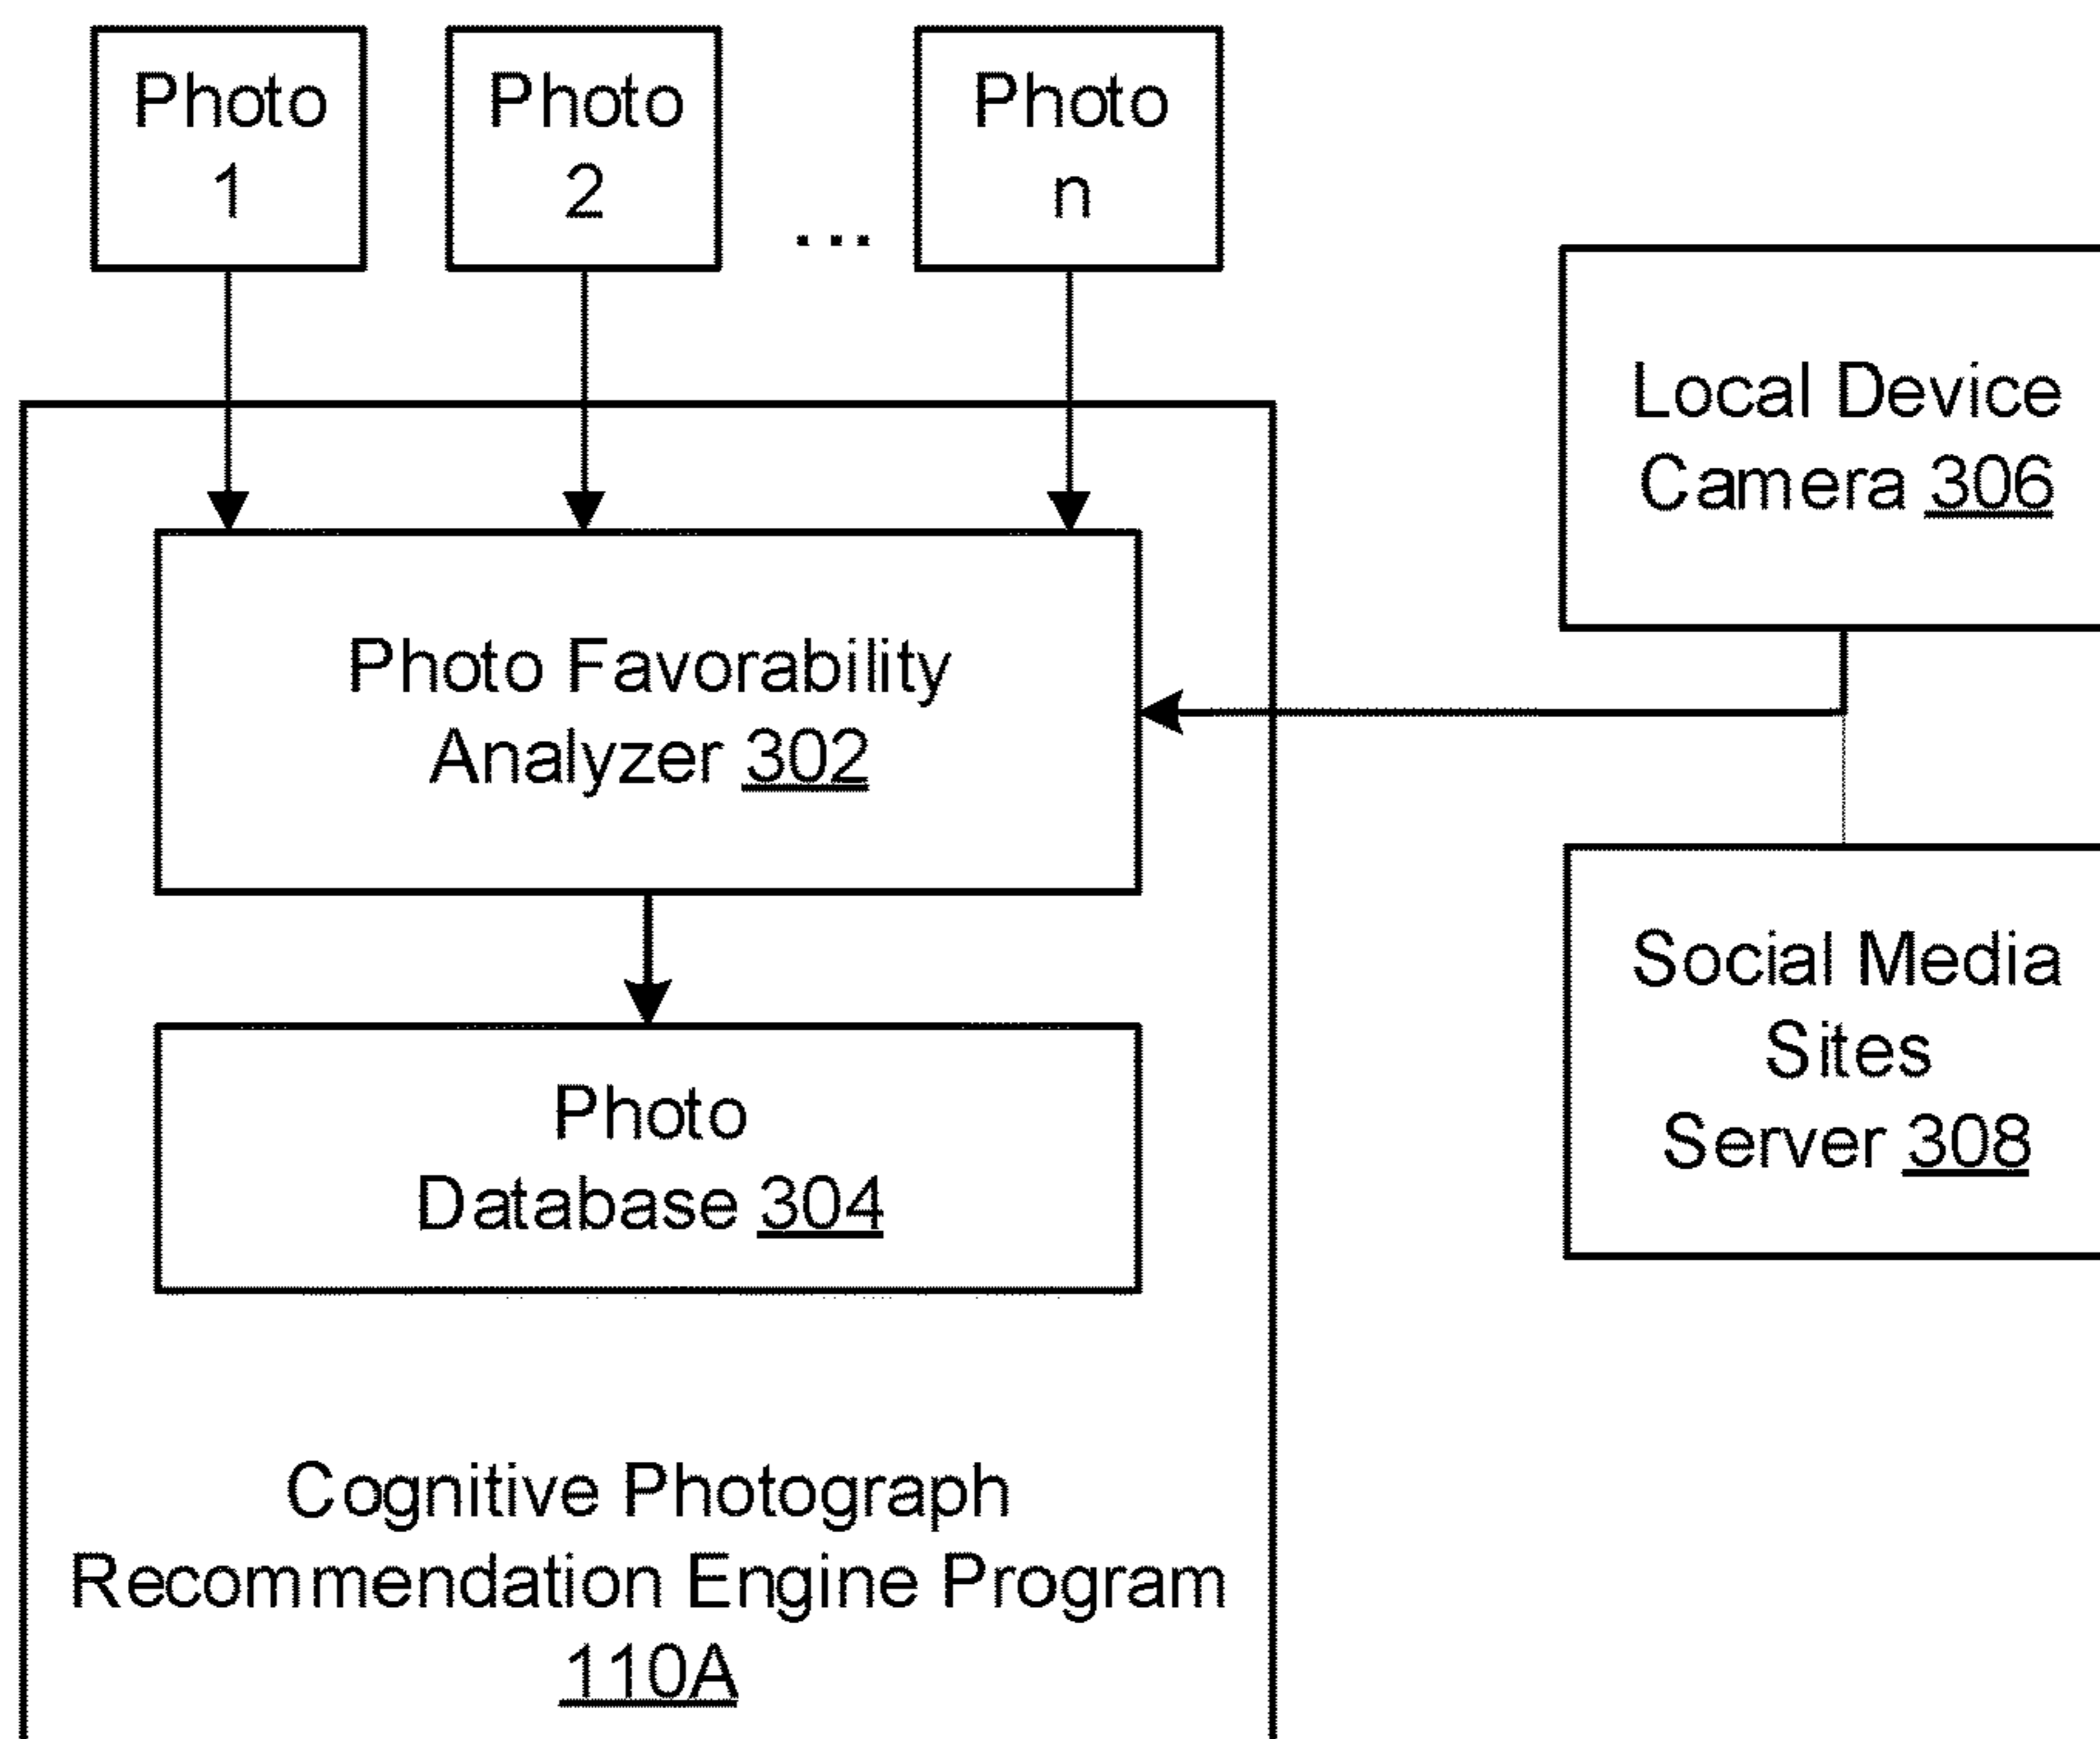 Photo
1
Photo
2
...
Photo
n
Local Device
Camera 306
Photo Favorability
Analyzer 302
Social Media
Sites
Server 308
Photo
Database 304
Cognitive Photograph
Recommendation Engine Program
110A